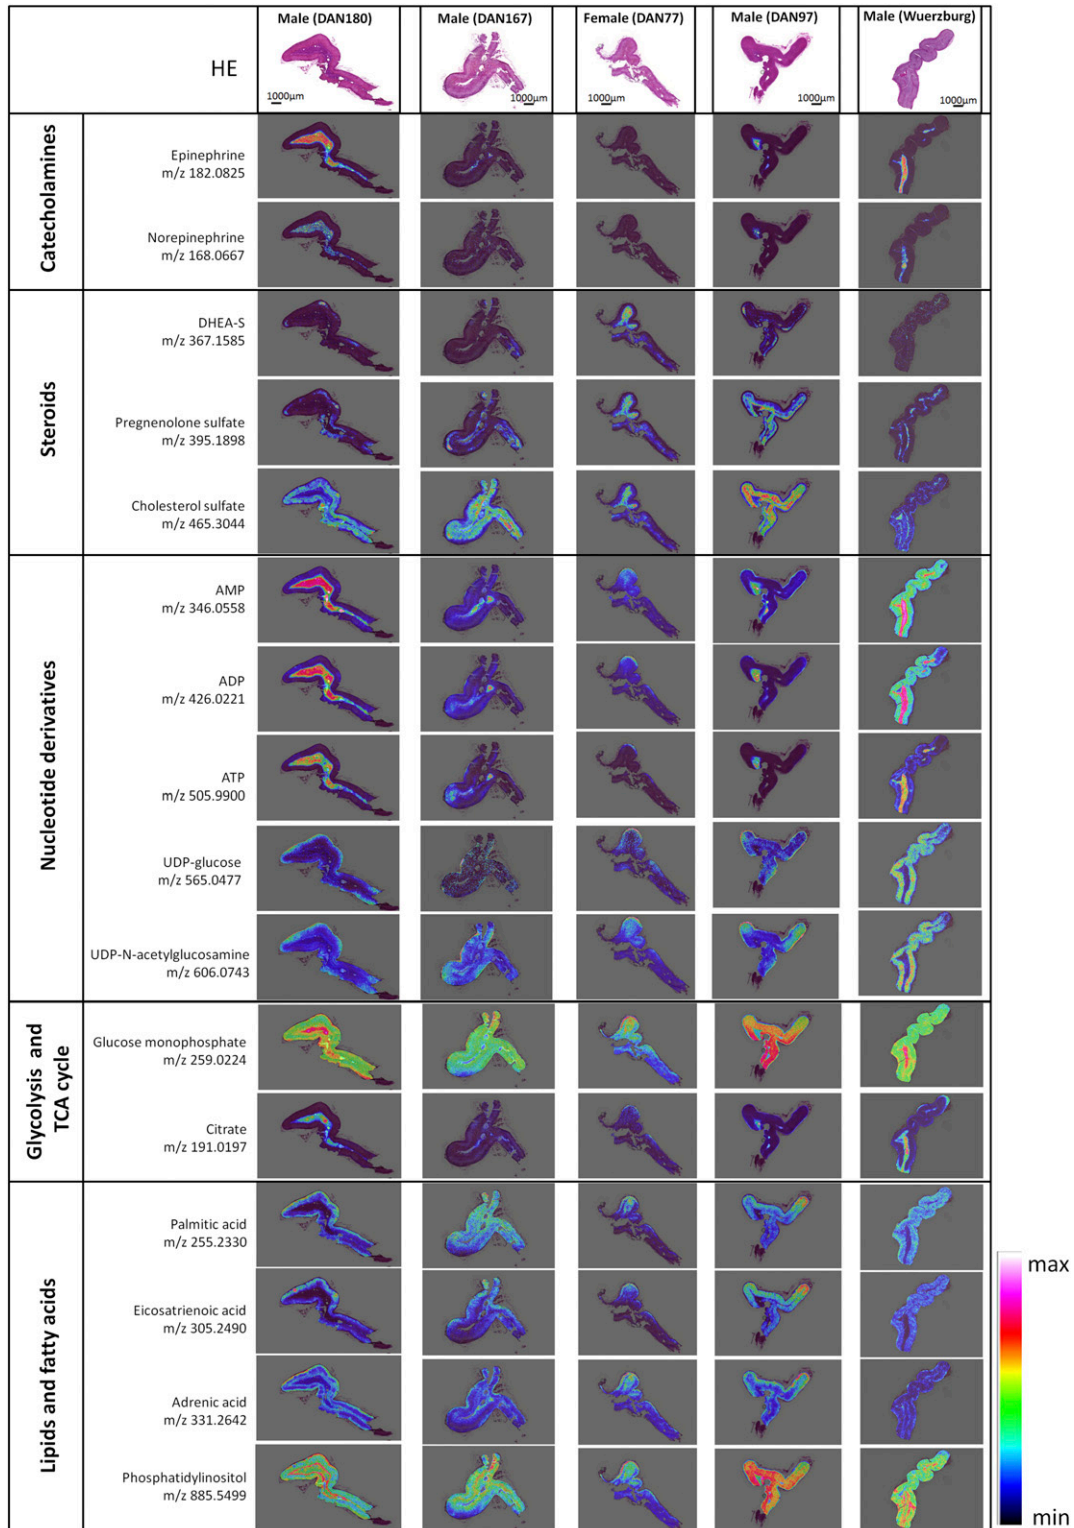 Male (DAN180) Male (DAN167) Female (DAN77) Male (DAN97) Male (Wuerzburg)
HE
1000µm 1000µm 1000µm 1000µm 1000µm
Catecholamines
Epinephrine
m/z 182.0825
Norepinephrine
m/z 168.0667
Steroids
DHEA-S
m/z 367.1585
Pregnenolone sulfate
m/z 395.1898
Cholesterol sulfate
m/z 465.3044
Nucleotide derivatives
AMP
m/z 346.0558
ADP
m/z 426.0221
ATP
m/z 505.9900
UDP-glucose
m/z 565.0477
UDP-N-acetylglucosamine
m/z 606.0743
Glycolysis and
TCA cycle
Glucose monophosphate
m/z 259.0224
Citrate
m/z 191.0197
Lipids and fatty acids
Palmitic acid
m/z 255.2330
Eicosatrienoic acid
m/z 305.2490
Adrenic acid
m/z 331.2642
Phosphatidylinositol
m/z 885.5499
max
min